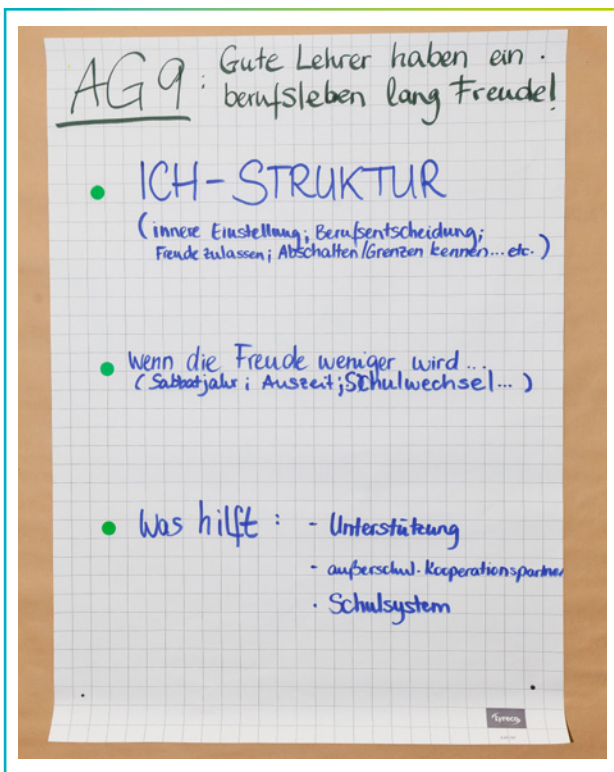 AG 9 : Gute Lehrer haben ein
berufsleben lang Freude!
ICH - STRUKTUR
(innere Einstellung; Berufsentscheidung;
Freude zulassen; Abschalten/Grenzen kennen... etc.)
wenn die Freude weniger wird...
(Sabbatjahr; Auszeit; Schulwechsel...)
Was hilft : - Unterstützung
- außerschul. Kooperationspartner
- Schulsystem